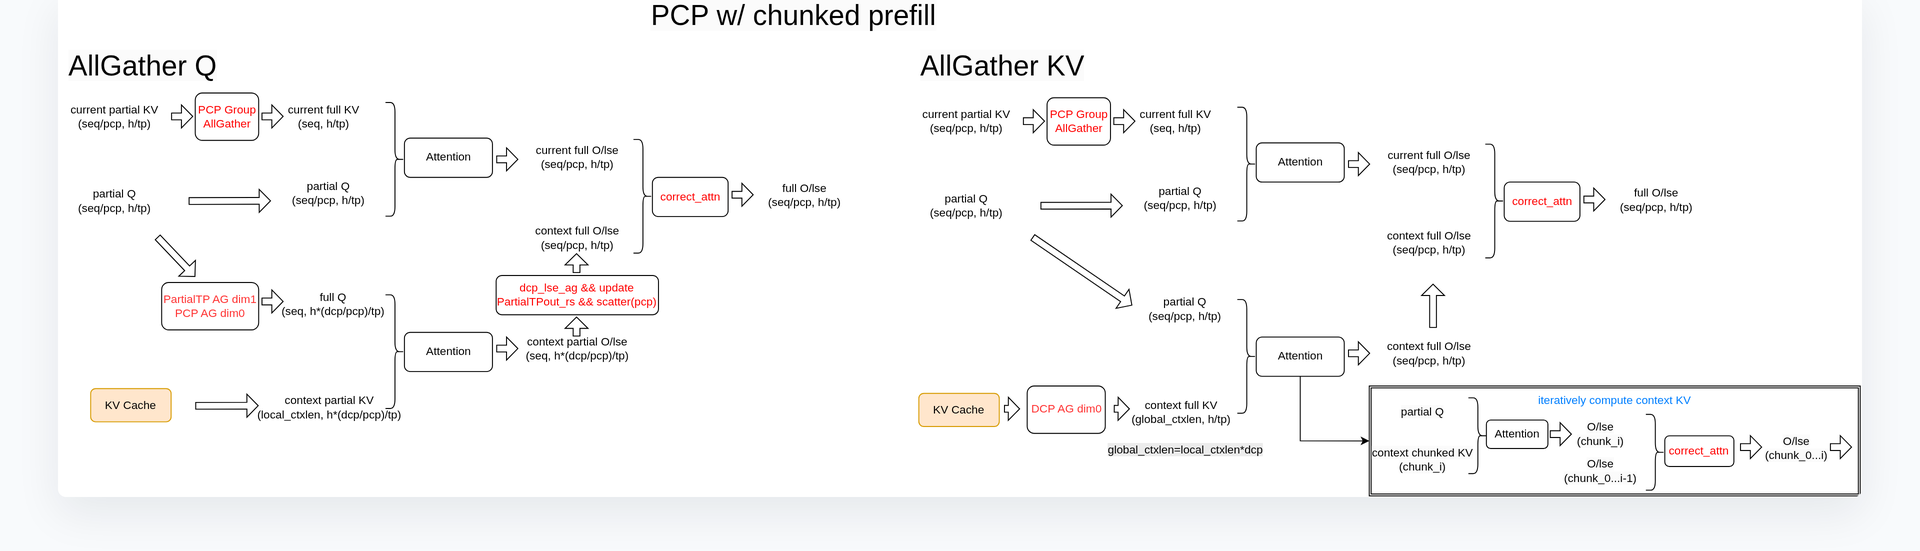 PCP w/ chunked prefill
AllGather Q
current partial KV
(seq/pcp, h/tp)
PCP Group
AllGather
current full KV
(seq, h/tp)
partial Q
(seq/pcp, h/tp)
partial Q
(seq/pcp, h/tp)
Attention
current full O/lse
(seq/pcp, h/tp)
correct_attn
full O/lse
(seq/pcp, h/tp)
context full O/lse
(seq/pcp, h/tp)
dcp_lse_ag && update
PartialTPout_rs && scatter(pcp)
PartialTP AG dim1
PCP AG dim0
full Q
(seq, h*(dcp/pcp)/tp)
Attention
context partial O/lse
(seq, h*(dcp/pcp)/tp)
KV Cache
context partial KV
(local_ctxlen, h*(dcp/pcp)/tp)
AllGather KV
current partial KV
(seq/pcp, h/tp)
PCP Group
AllGather
current full KV
(seq, h/tp)
partial Q
(seq/pcp, h/tp)
partial Q
(seq/pcp, h/tp)
Attention
current full O/lse
(seq/pcp, h/tp)
correct_attn
full O/lse
(seq/pcp, h/tp)
context full O/lse
(seq/pcp, h/tp)
partial Q
(seq/pcp, h/tp)
Attention
context full O/lse
(seq/pcp, h/tp)
KV Cache
DCP AG dim0
context full KV
(global_ctxlen, h/tp)
global_ctxlen=local_ctxlen*dcp
iteratively compute context KV
partial Q
context chunked KV
(chunk_i)
Attention
O/lse
(chunk_i)
O/lse
(chunk_0...i-1)
correct_attn
O/lse
(chunk_0...i)